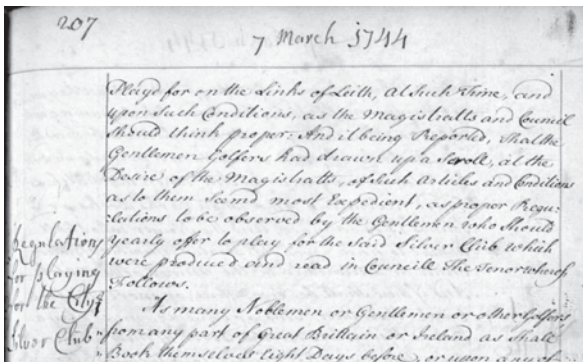 207
7 March 1744
Playd for on the Links of Leith, at Such Time, and
upon Such Conditions, as the Magistratts and Council
Should think proper: And it being Reported, that the
Gentlemen Golfers had drawn up a Scroll, at the
Desire of the Magistratts, of Such Articles and Conditions
as to them Seemd most Expedient, as proper Regu-
=lations to be observed by the Gentlemen who Should
yearly offer to play for the Said Silver Club which
were produced and read in Councill The tenor whereof
Follows.
Regulations
for playing
for the City's
Silver Club
As many Noblemen or Gentlemen or other Golfers
from any part of Great Brittain or Ireland as Shall
Book themselves Eight Days before, or upon any of